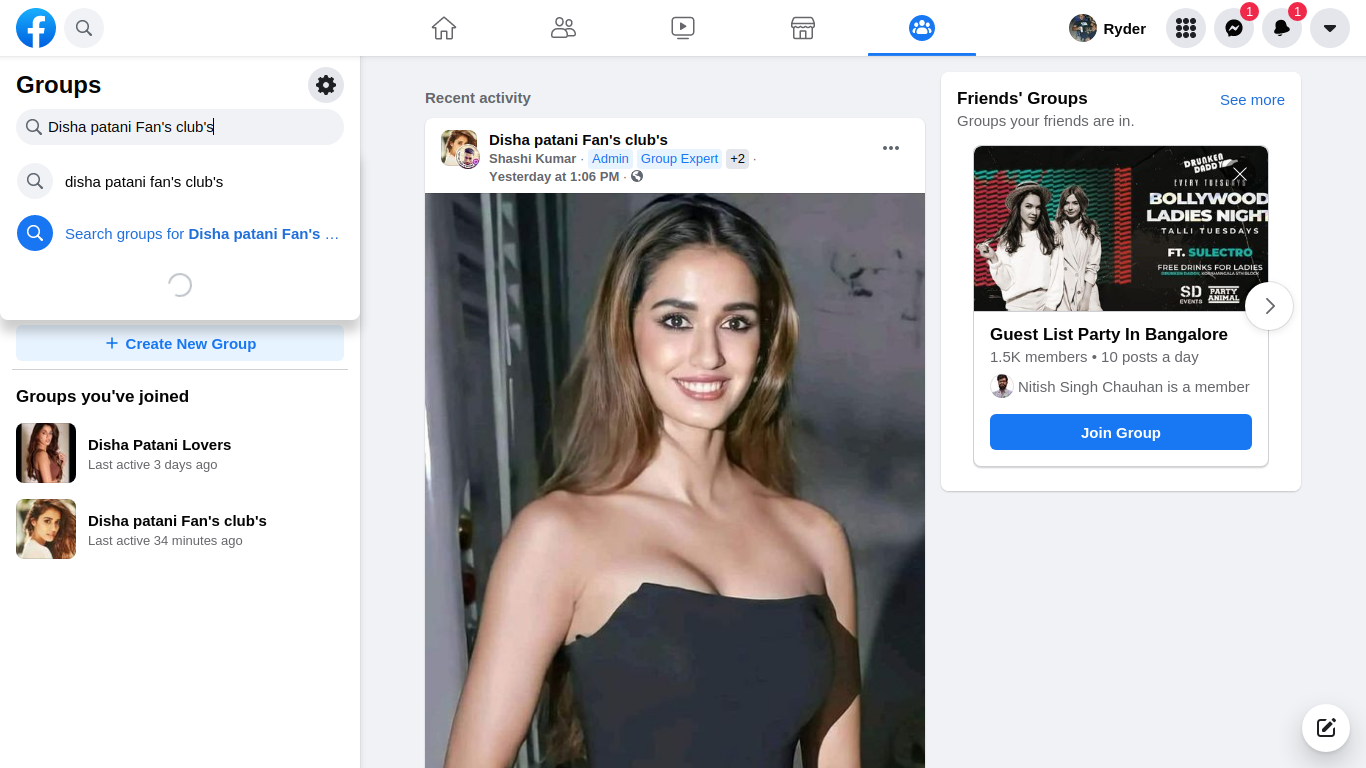 Ryder
1
1
Groups
Disha patani Fan's club's
disha patani fan's club's
Search groups for Disha patani Fan's …
+ Create New Group
Groups you've joined
Disha Patani Lovers
Last active 3 days ago
Disha patani Fan's club's
Last active 34 minutes ago
Recent activity
Disha patani Fan's club's
Shashi Kumar · Admin Group Expert +2 ·
Yesterday at 1:06 PM ·
Friends' Groups
See more
Groups your friends are in.
DRUNKEN
DADDY
EVERY TUESDAYS
BOLLYWOOD
LADIES NIGHT
TALLI TUESDAYS
FT. SULECTRO
FREE DRINKS FOR LADIES
SD
EVENTS
PARTY
ANIMAL
Guest List Party In Bangalore
1.5K members • 10 posts a day
Nitish Singh Chauhan is a member
Join Group